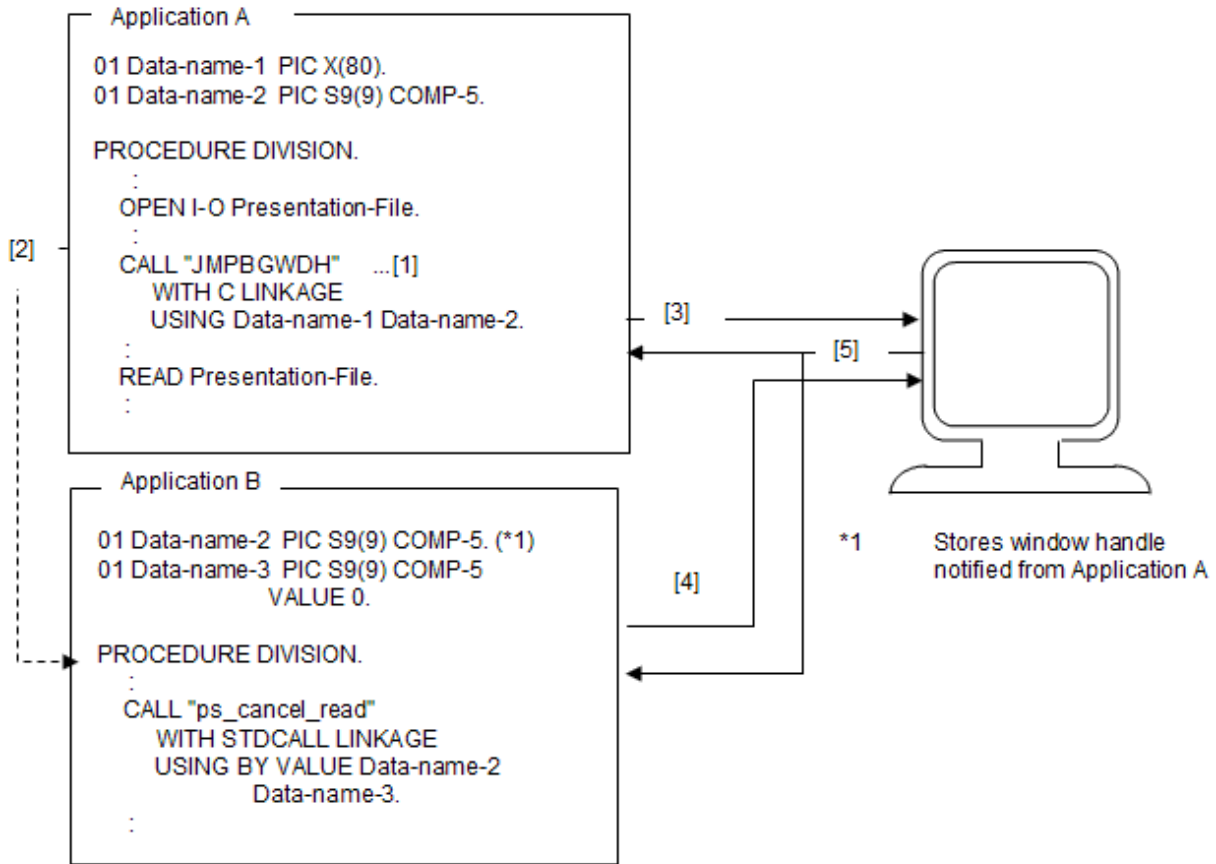 Application A
01 Data-name-1 PIC X(80).
01 Data-name-2 PIC S9(9) COMP-5.
PROCEDURE DIVISION.
:
OPEN I-O Presentation-File.
:
[2]
CALL "JMPBGWDH" ...[1]
WITH C LINKAGE
USING Data-name-1 Data-name-2.
[3]
:
[5]
READ Presentation-File.
:
Application B
01 Data-name-2 PIC S9(9) COMP-5. (*1)
01 Data-name-3 PIC S9(9) COMP-5
VALUE 0.
*1 Stores window handle
notified from Application A
[4]
PROCEDURE DIVISION.
:
CALL "ps_cancel_read"
WITH STDCALL LINKAGE
USING BY VALUE Data-name-2
Data-name-3.
: